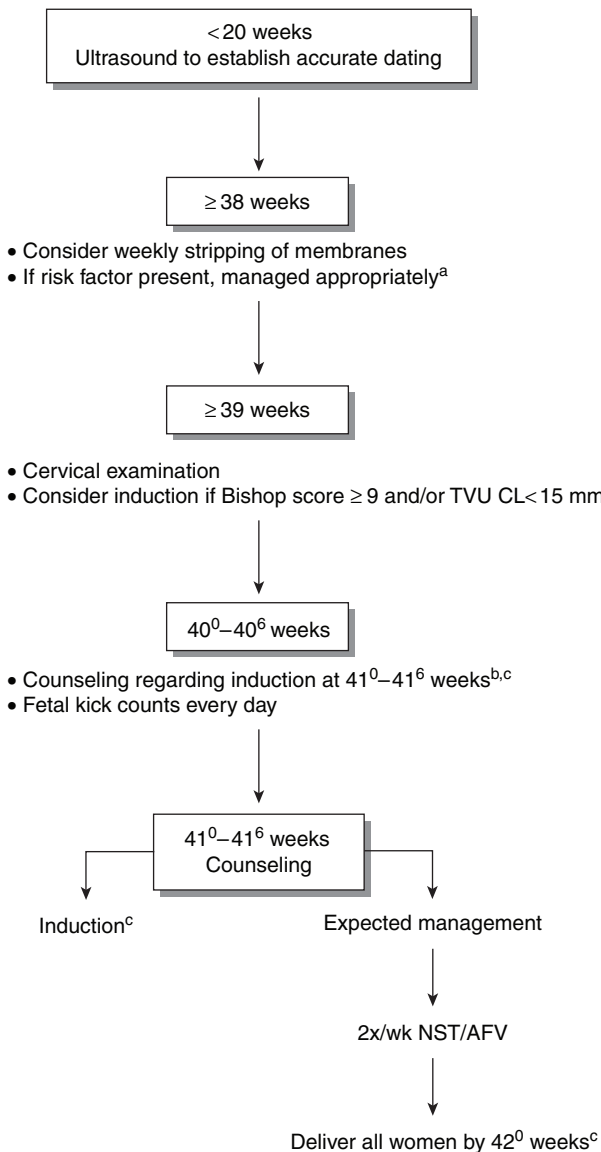 <20 weeks
Ultrasound to establish accurate dating
≥ 38 weeks
• Consider weekly stripping of membranes
• If risk factor present, managed appropriatelyᵃ
≥ 39 weeks
• Cervical examination
• Consider induction if Bishop score ≥ 9 and/or TVU CL< 15 mm
40⁰–40⁶ weeks
• Counseling regarding induction at 41⁰–41⁶ weeksᵇ,ᶜ
• Fetal kick counts every day
41⁰–41⁶ weeks
Counseling
Inductionᶜ
Expected management
2x/wk NST/AFV
Deliver all women by 42⁰ weeksᶜ